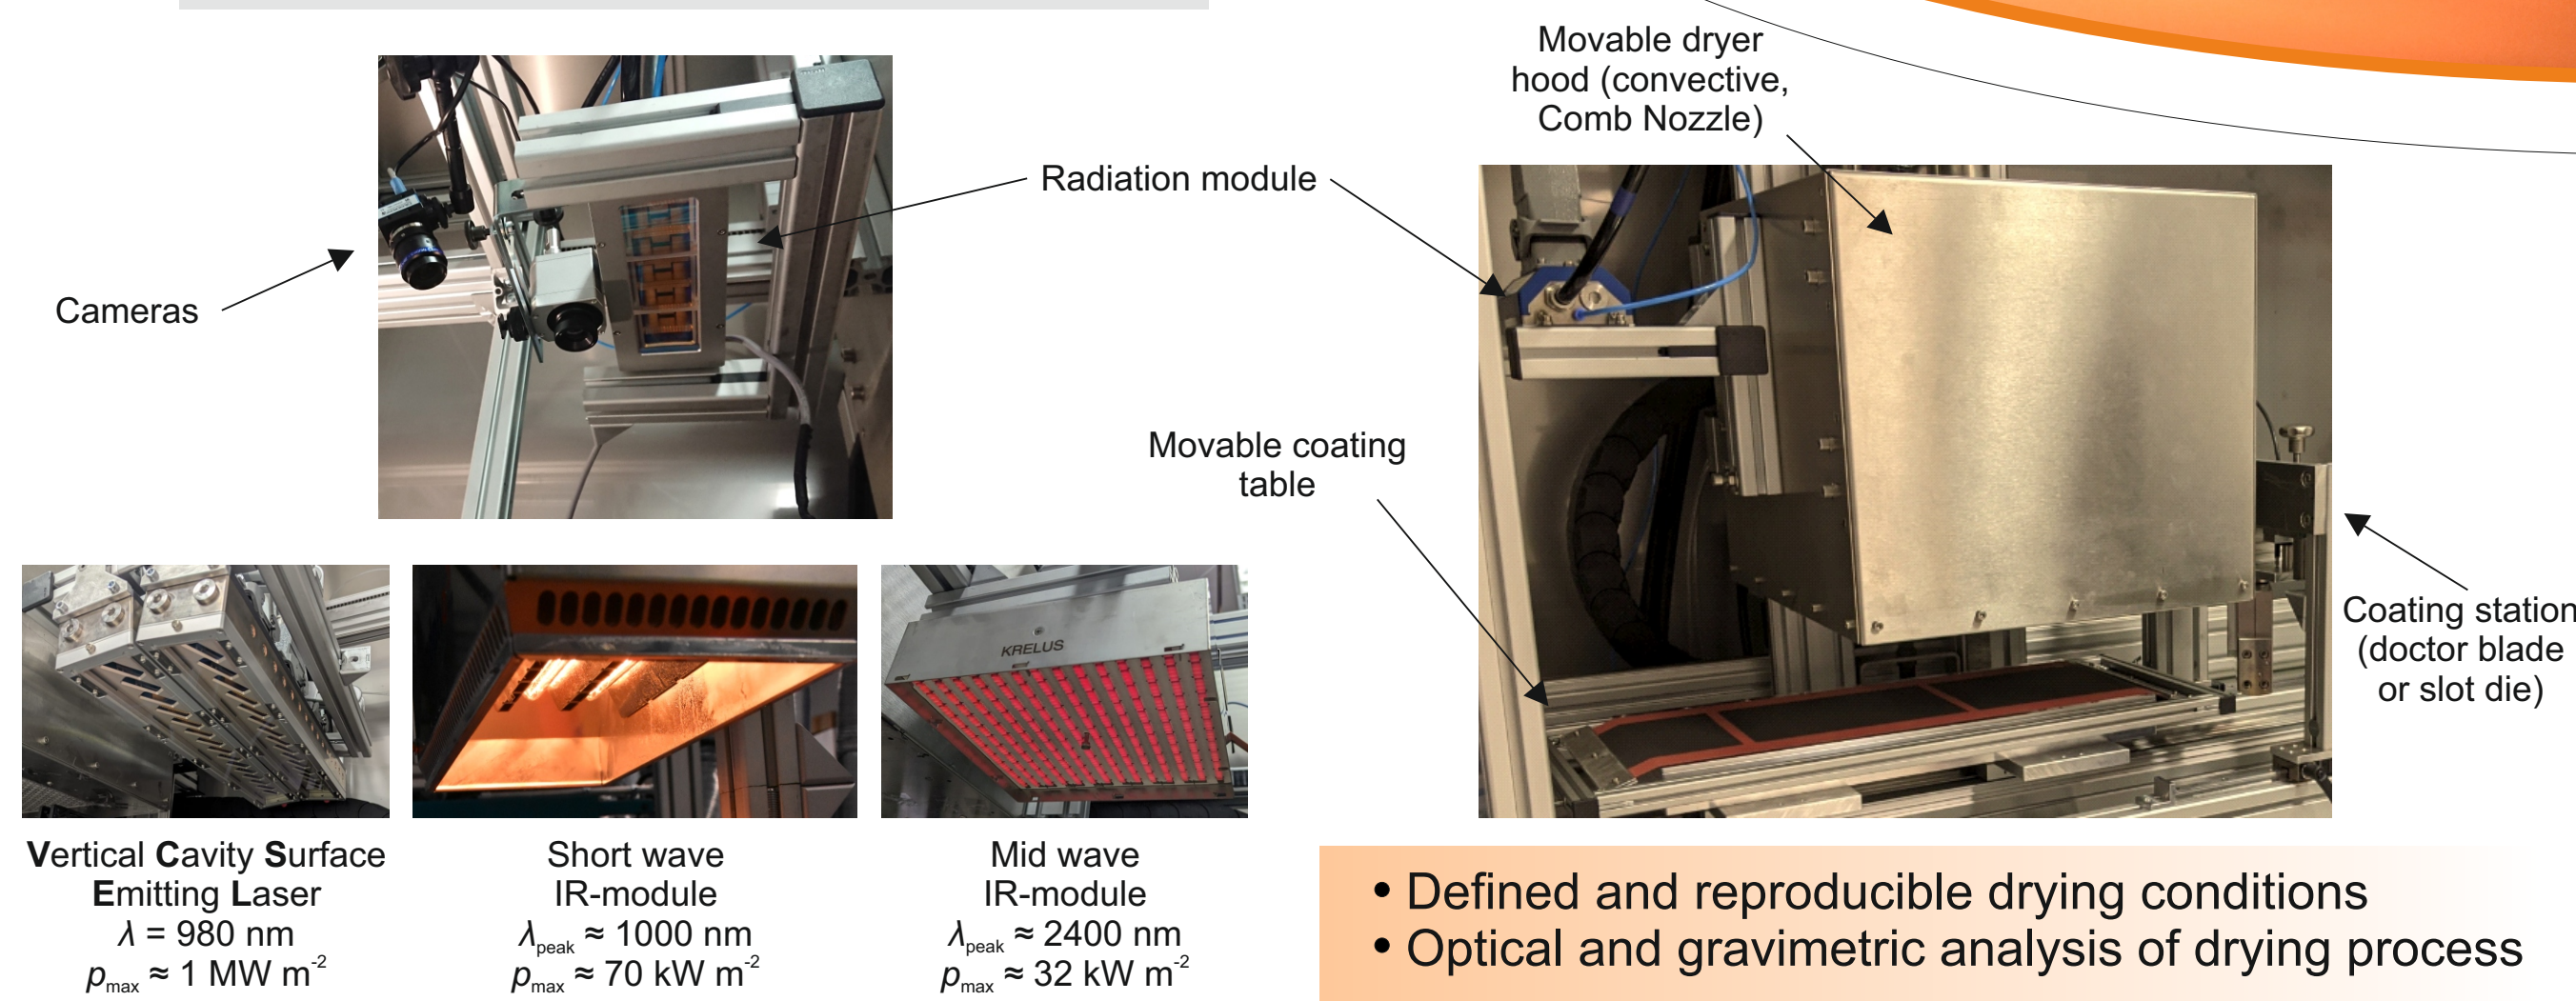 Movable dryer
hood (convective,
Comb Nozzle)
Radiation module
Cameras
Movable coating
table
Coating station
(doctor blade
or slot die)
KRELUS
Vertical Cavity Surface
Emitting Laser
λ = 980 nm
pmax ≈ 1 MW m-2
Short wave
IR-module
λpeak ≈ 1000 nm
pmax ≈ 70 kW m-2
Mid wave
IR-module
λpeak ≈ 2400 nm
pmax ≈ 32 kW m-2
• Defined and reproducible drying conditions
• Optical and gravimetric analysis of drying process